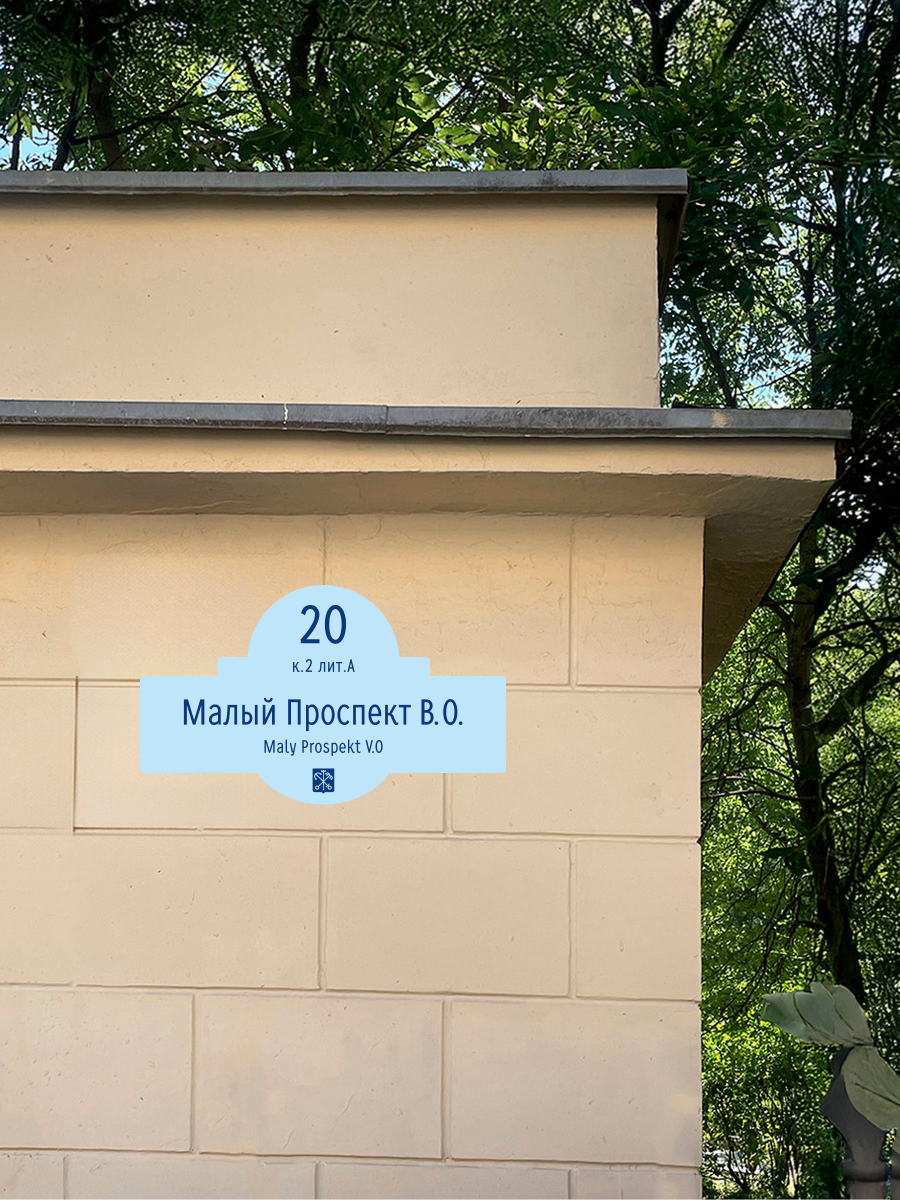 20
к.2 лит.А
Малый Проспект В.О.
Maly Prospekt V.O